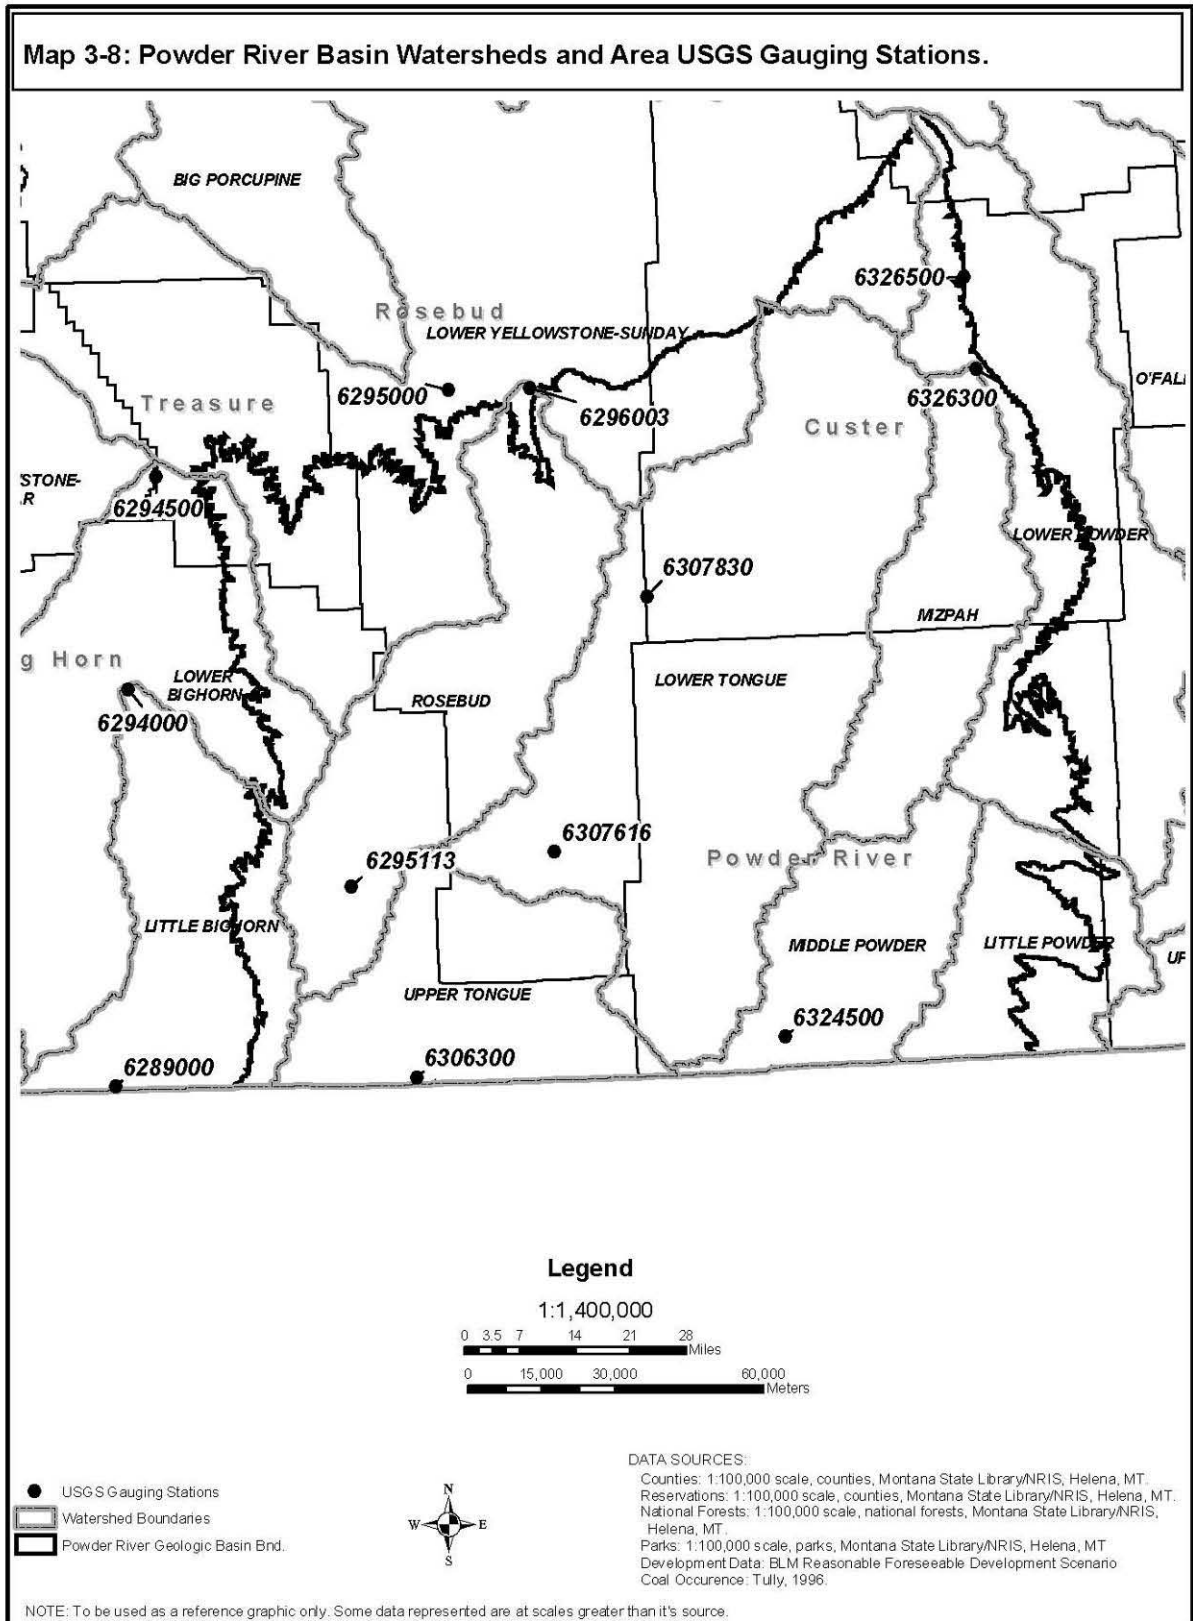 Map 3-8: Powder River Basin Watersheds and Area USGS Gauging Stations.
BIG PORCUPINE
6326500
Rosebud
LOWER YELLOWSTONE-SUNDAY
O'FALL
6295000
6326300
Treasure
6296003
Custer
STONE-
R
6294500
LOWER POWDER
6307830
MZPAH
g Horn
LOWER
BIGHORN
LOWER TONGUE
ROSEBUD
6294000
6307616
6295113
Powder River
LITTLE BIGHORN
MIDDLE POWDER
LITTLE POWDER
UP
UPPER TONGUE
6324500
6289000
6306300
Legend
1:1,400,000
0 3.5 7 14 21 28
Miles
0 15,000 30,000 60,000
Meters
USGS Gauging Stations
Watershed Boundaries
Powder River Geologic Basin Bnd.
N
W E
S
DATA SOURCES:
Counties: 1:100,000 scale, counties, Montana State Library/NRIS, Helena, MT.
Reservations: 1:100,000 scale, counties, Montana State Library/NRIS, Helena, MT.
National Forests: 1:100,000 scale, national forests, Montana State Library/NRIS,
Helena, MT.
Parks: 1:100,000 scale, parks, Montana State Library/NRIS, Helena, MT
Development Data: BLM Reasonable Foreseeable Development Scenario
Coal Occurence: Tully, 1996.
NOTE: To be used as a reference graphic only. Some data represented are at scales greater than it's source.